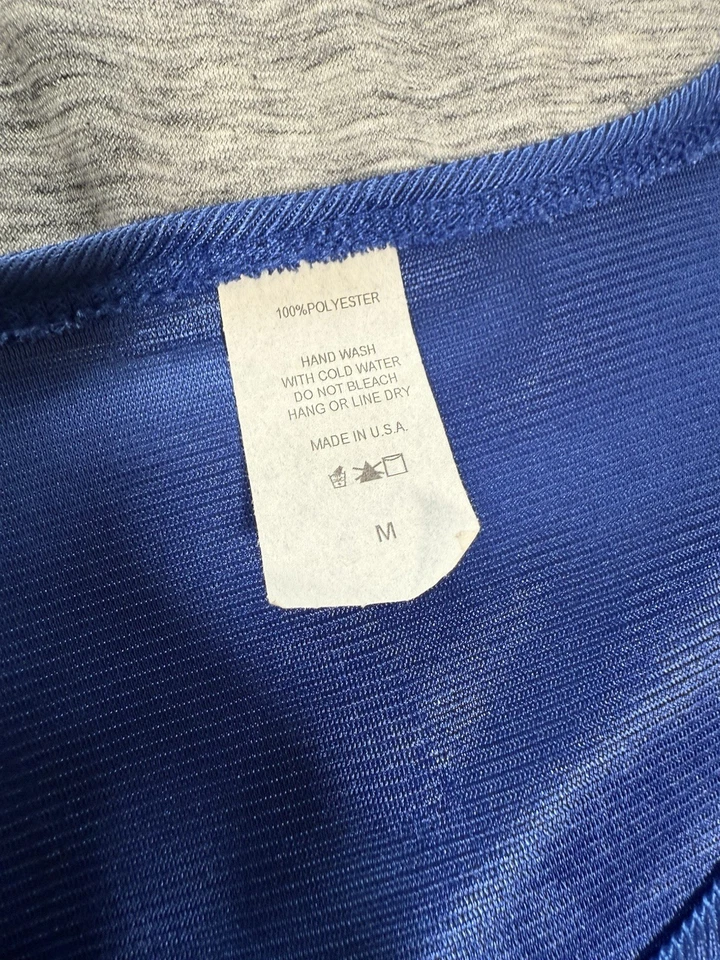 100%POLYESTER
HAND WASH
WITH COLD WATER
DO NOT BLEACH
HANG OR LINE DRY
MADE IN U.S.A.
M